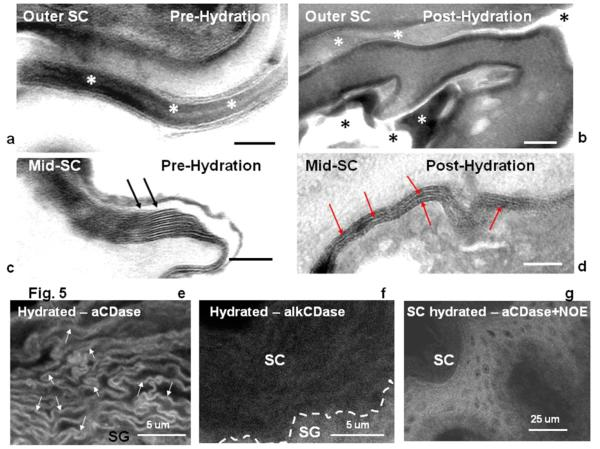 Outer SC Pre-Hydration
a
Outer SC Post-Hydration
b
Mid-SC Pre-Hydration
c
Mid-SC Post-Hydration
d
Fig. 5 e
Hydrated – aCDase
SG
5 um
f
Hydrated – alkCDase
SC
SG
5 um
g
SC hydrated – aCDase+NOE
SC
25 um